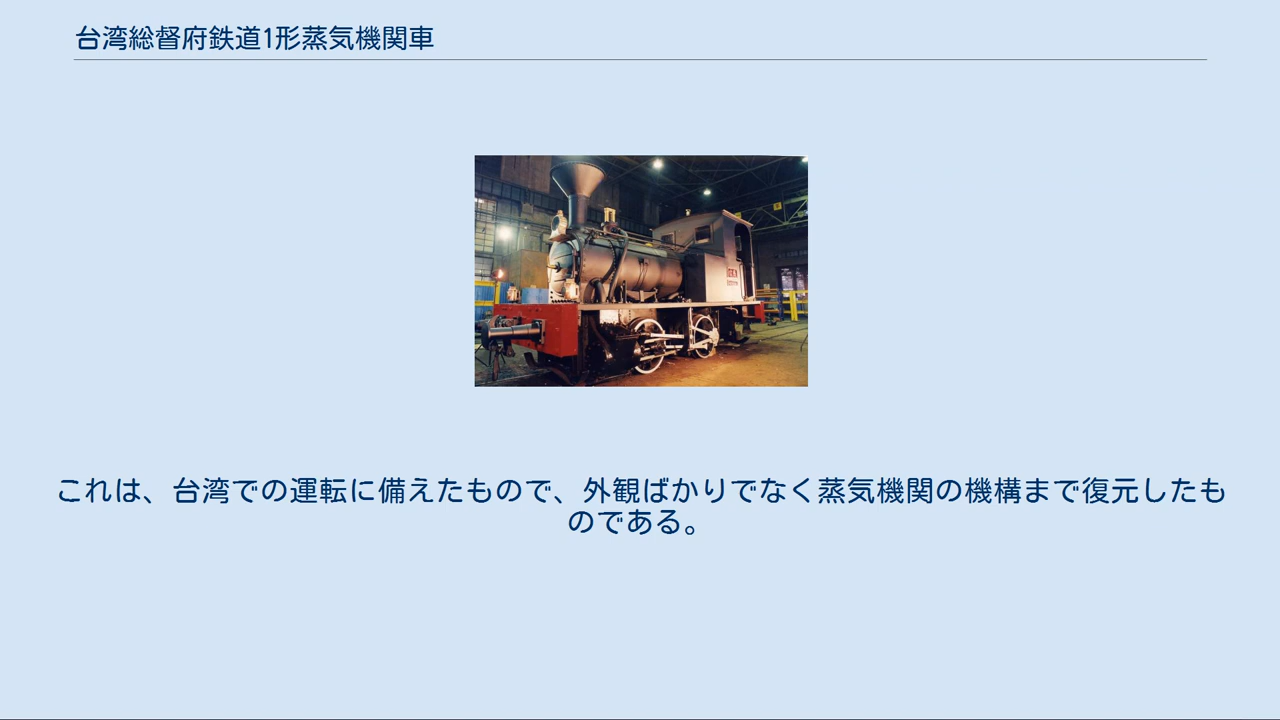 台湾総督府鉄道1形蒸気機関車
これは、台湾での運転に備えたもので、外観ばかりでなく蒸気機関の機構まで復元したも
のである。